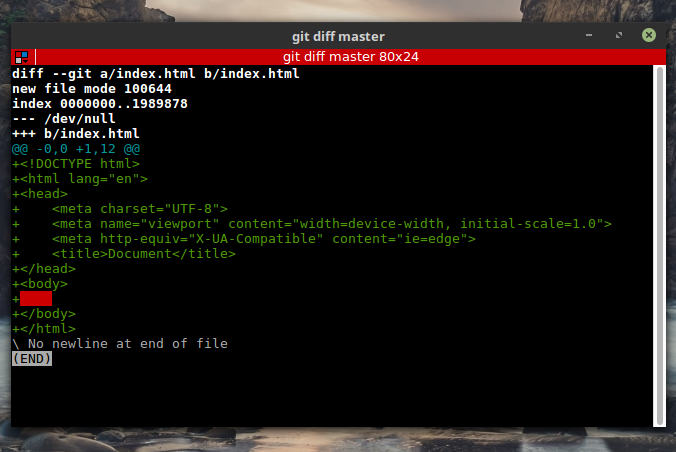 git diff master
git diff master 80x24
diff --git a/index.html b/index.html
new file mode 100644
index 0000000..1989878
--- /dev/null
+++ b/index.html
@@ -0,0 +1,12 @@
+<!DOCTYPE html>
+<html lang="en">
+<head>
+    <meta charset="UTF-8">
+    <meta name="viewport" content="width=device-width, initial-scale=1.0">
+    <meta http-equiv="X-UA-Compatible" content="ie=edge">
+    <title>Document</title>
+</head>
+<body>
+
+</body>
+</html>
\ No newline at end of file
(END)